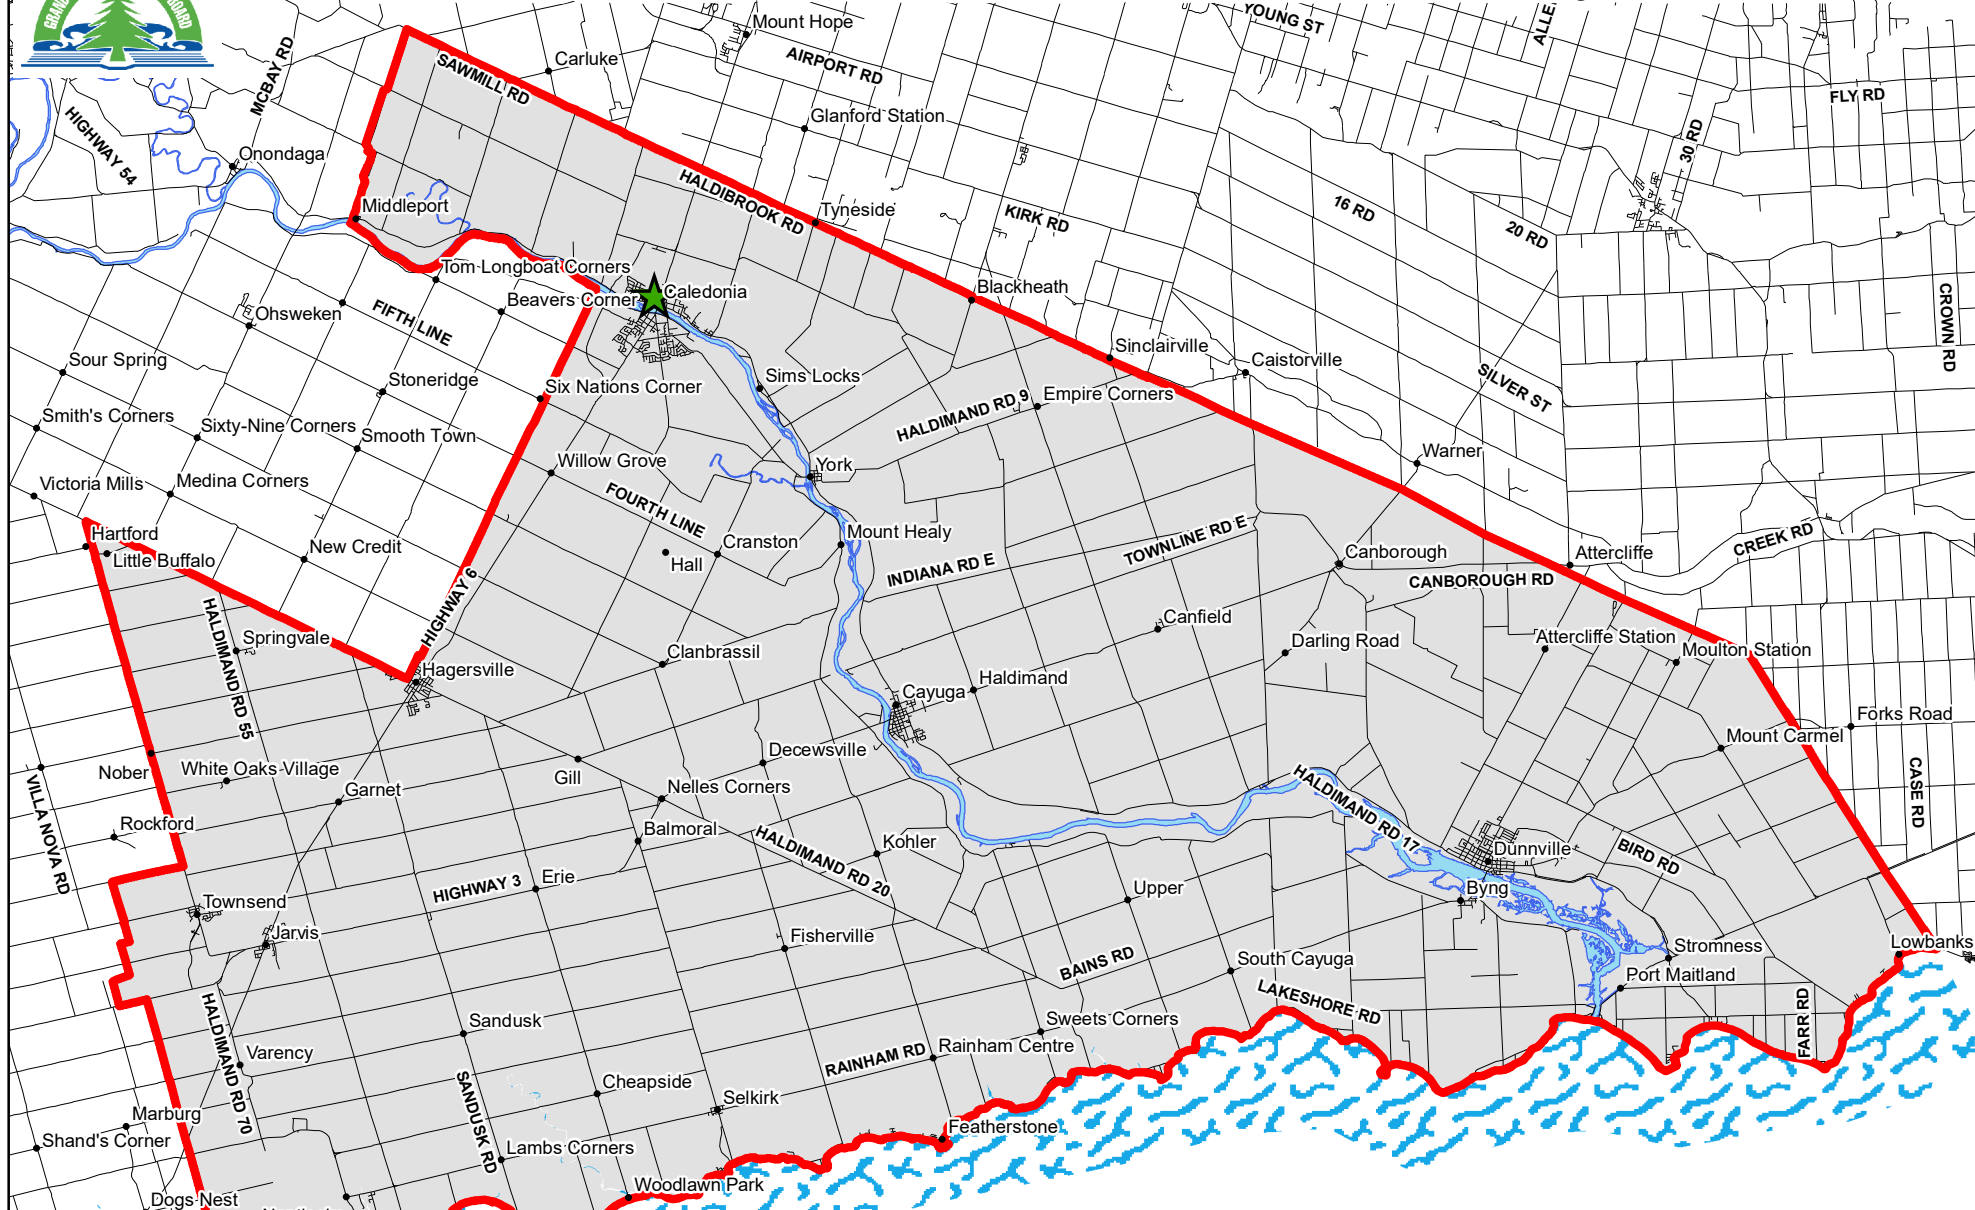 GRAND
BOARD
Mount Hope
YOUNG ST
Carluke
AIRPORT RD
SAWMILL RD
MCBAY RD
FLY RD
HIGHWAY 54
Glanford Station
30 RD
Onondaga
HALDIBROOK RD
Middleport
Tyneside
KIRK RD
16 RD
20 RD
Tom Longboat Corners
Beavers Corner
Caledonia
Blackheath
Ohsweken
FIFTH LINE
CROWN RD
Sinclairville
Caistorville
Sour Spring
Stoneridge
Six Nations Corner
Sims Locks
SILVER ST
HALDIMAND RD 9
Empire Corners
Smith's Corners
Sixty-Nine Corners
Smooth Town
Warner
Willow Grove
York
Victoria Mills
Medina Corners
FOURTH LINE
Hartford
Little Buffalo
New Credit
Cranston
Hall
Mount Healy
INDIANA RD E
TOWNLINE RD E
Canborough
Attercliffe
CREEK RD
CANBOROUGH RD
HIGHWAY 6
HALDIMAND RD 55
Springvale
Clanbrassil
Canfield
Darling Road
Attercliffe Station
Moulton Station
Hagersville
Haldimand
Cayuga
Forks Road
Mount Carmel
Decewsville
Nober
White Oaks Village
Gill
Garnet
Nelles Corners
HALDIMAND RD 17
CASE RD
VILLA NOVA RD
Rockford
Balmoral
HALDIMAND RD 20
Kohler
Dunnville
BIRD RD
HIGHWAY 3
Erie
Upper
Byng
Townsend
Jarvis
Fisherville
BAINS RD
South Cayuga
Stromness
Lowbanks
Port Maitland
LAKESHORE RD
HALDIMAND RD 70
Sandusk
Sweets Corners
FARR RD
Varency
RAINHAM RD
Rainham Centre
SANDUSK RD
Cheapside
Selkirk
Marburg
Shand's Corner
Featherstone
Lambs Corners
Woodlawn Park
Dogs Nest